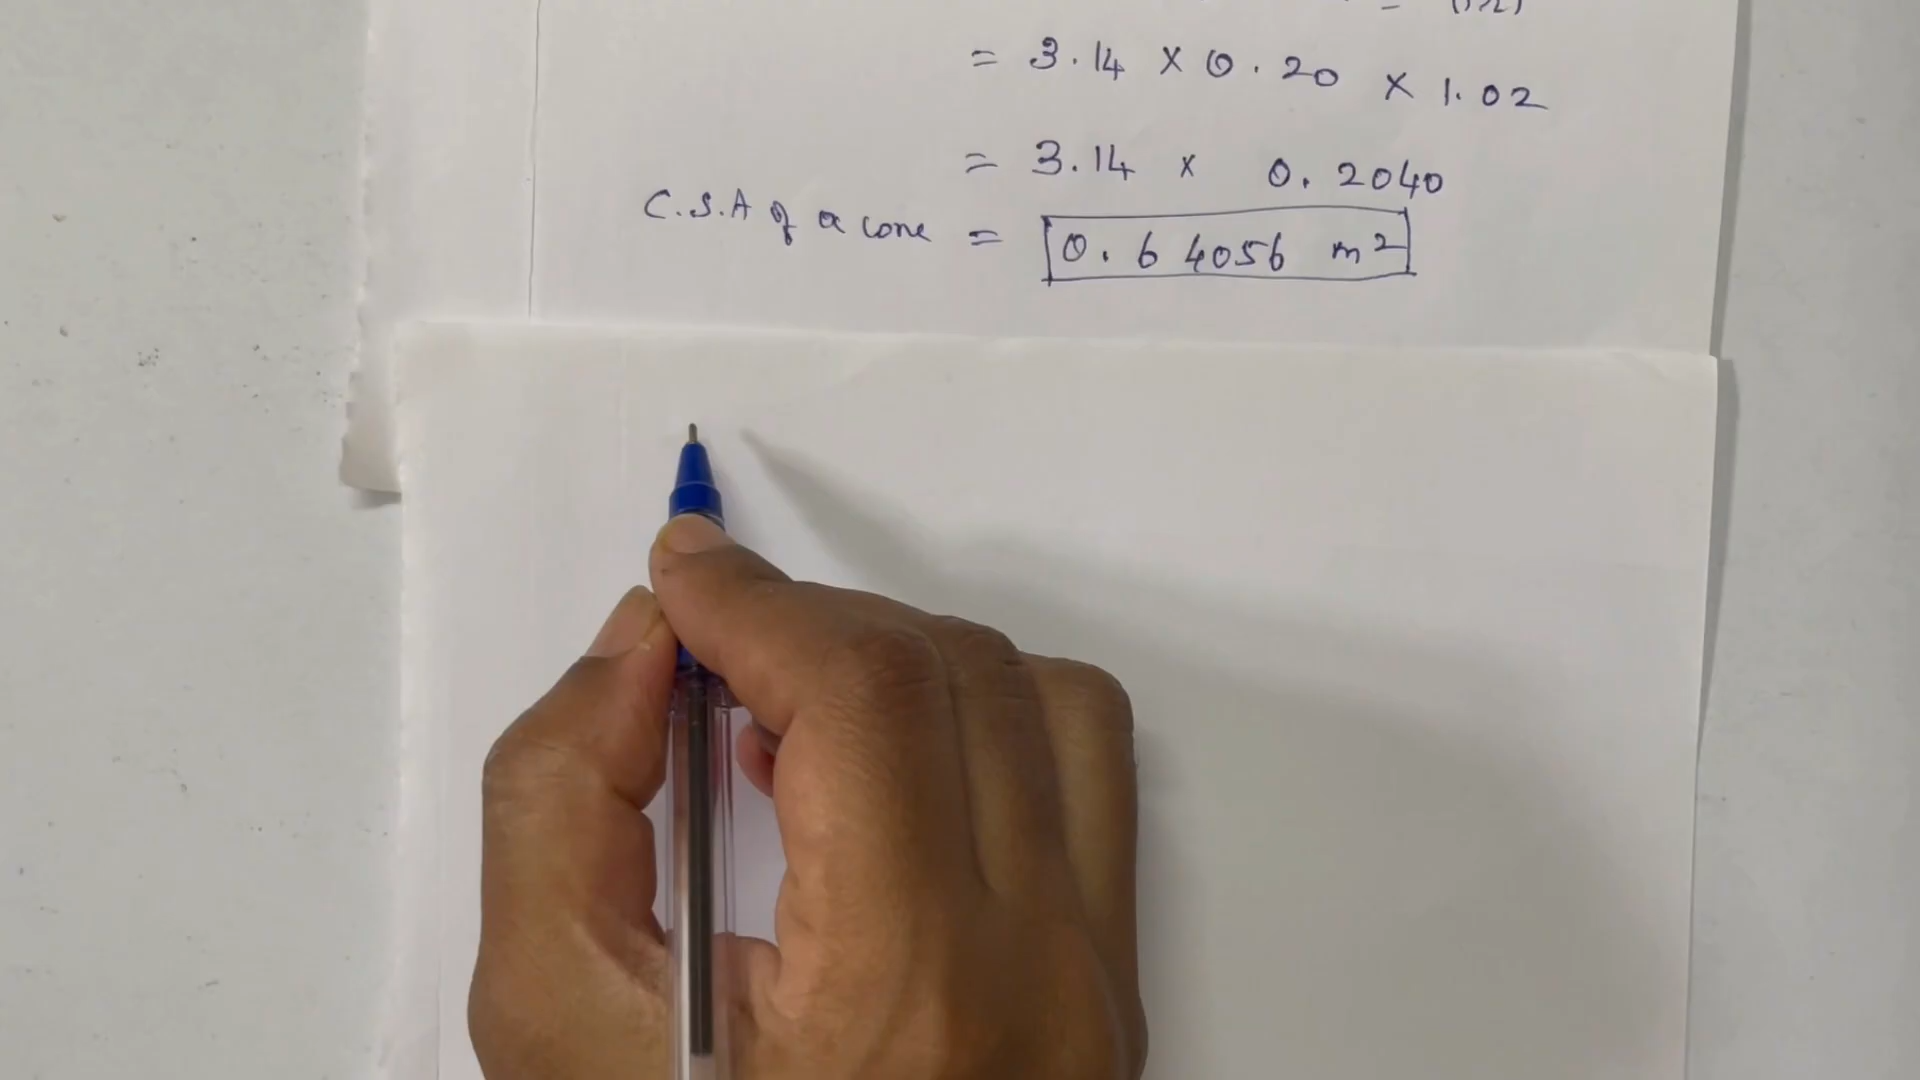 = 3.14 × 0.20 × 1.02
= 3.14 × 0.2040
C.S.A of a cone = 0.64056 m²